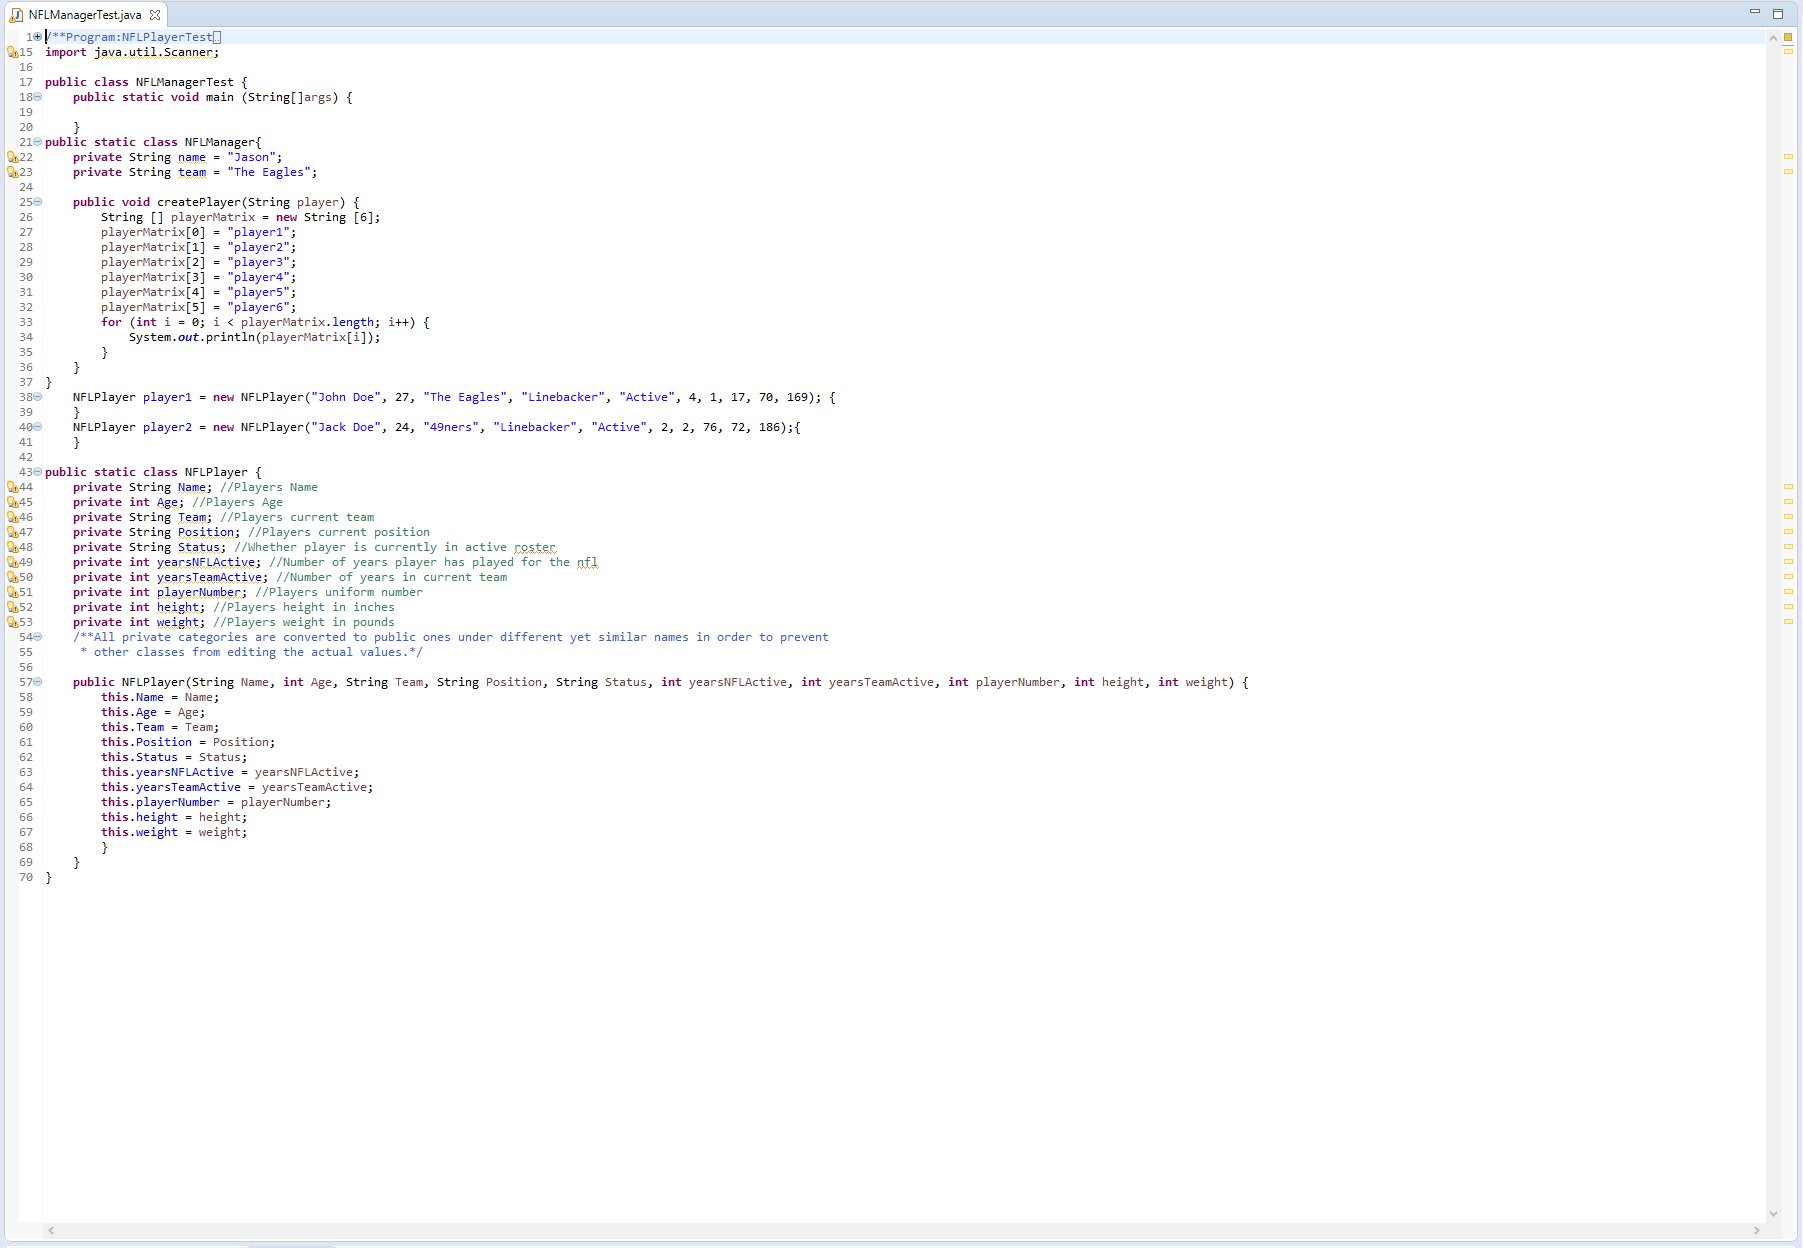 NFLManagerTest.java
1 /**Program:NFLPlayerTest
15 import java.util.Scanner;
16
17 public class NFLManagerTest {
18     public static void main (String[]args) {
19
20     }
21 public static class NFLManager{
22     private String name = "Jason";
23     private String team = "The Eagles";
24
25     public void createPlayer(String player) {
26         String [] playerMatrix = new String [6];
27         playerMatrix[0] = "player1";
28         playerMatrix[1] = "player2";
29         playerMatrix[2] = "player3";
30         playerMatrix[3] = "player4";
31         playerMatrix[4] = "player5";
32         playerMatrix[5] = "player6";
33         for (int i = 0; i < playerMatrix.length; i++) {
34             System.out.println(playerMatrix[i]);
35         }
36     }
37 }
38     NFLPlayer player1 = new NFLPlayer("John Doe", 27, "The Eagles", "Linebacker", "Active", 4, 1, 17, 70, 169); {
39     }
40     NFLPlayer player2 = new NFLPlayer("Jack Doe", 24, "49ners", "Linebacker", "Active", 2, 2, 76, 72, 186);{
41     }
42
43 public static class NFLPlayer {
44     private String Name; //Players Name
45     private int Age; //Players Age
46     private String Team; //Players current team
47     private String Position; //Players current position
48     private String Status; //Whether player is currently in active roster
49     private int yearsNFLActive; //Number of years player has played for the nfl
50     private int yearsTeamActive; //Number of years in current team
51     private int playerNumber; //Players uniform number
52     private int height; //Players height in inches
53     private int weight; //Players weight in pounds
54     /**All private categories are converted to public ones under different yet similar names in order to prevent
55      * other classes from editing the actual values.*/
56
57     public NFLPlayer(String Name, int Age, String Team, String Position, String Status, int yearsNFLActive, int yearsTeamActive, int playerNumber, int height, int weight) {
58         this.Name = Name;
59         this.Age = Age;
60         this.Team = Team;
61         this.Position = Position;
62         this.Status = Status;
63         this.yearsNFLActive = yearsNFLActive;
64         this.yearsTeamActive = yearsTeamActive;
65         this.playerNumber = playerNumber;
66         this.height = height;
67         this.weight = weight;
68         }
69     }
70 }